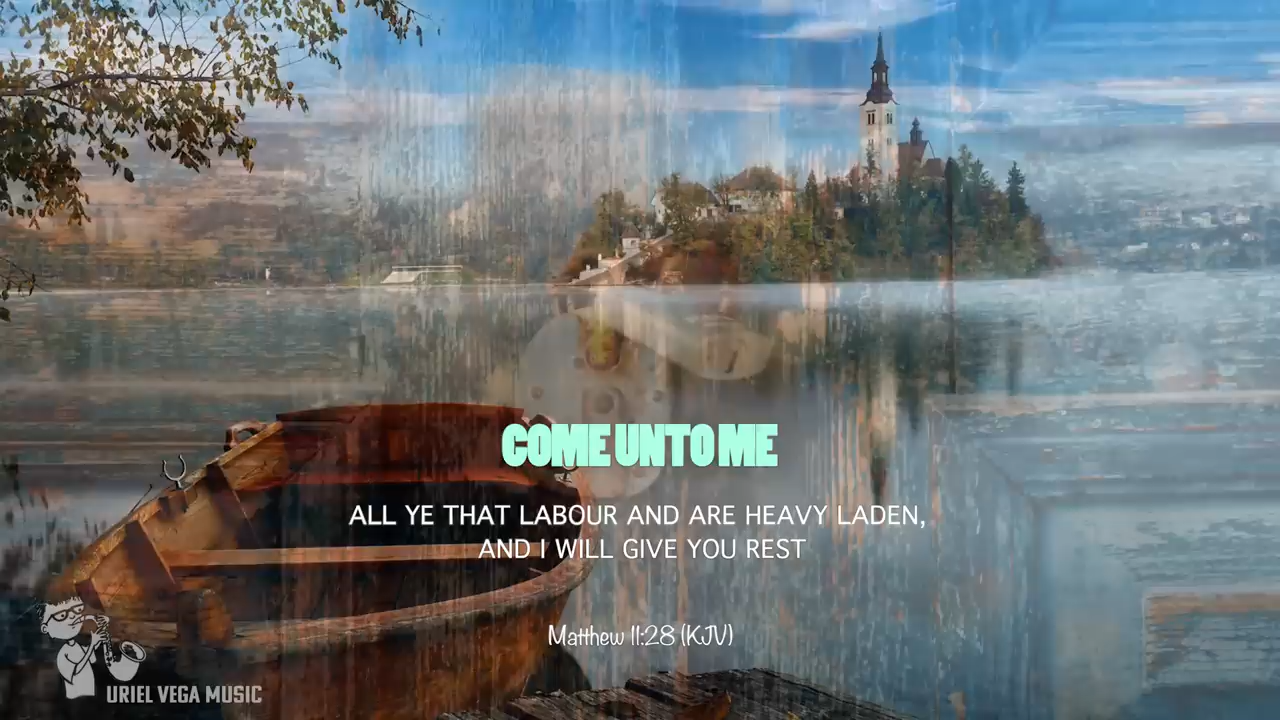 COME UNTO ME
ALL YE THAT LABOUR AND ARE HEAVY LADEN,
AND I WILL GIVE YOU REST
Matthew 11:28 (KJV)
URIEL VEGA MUSIC